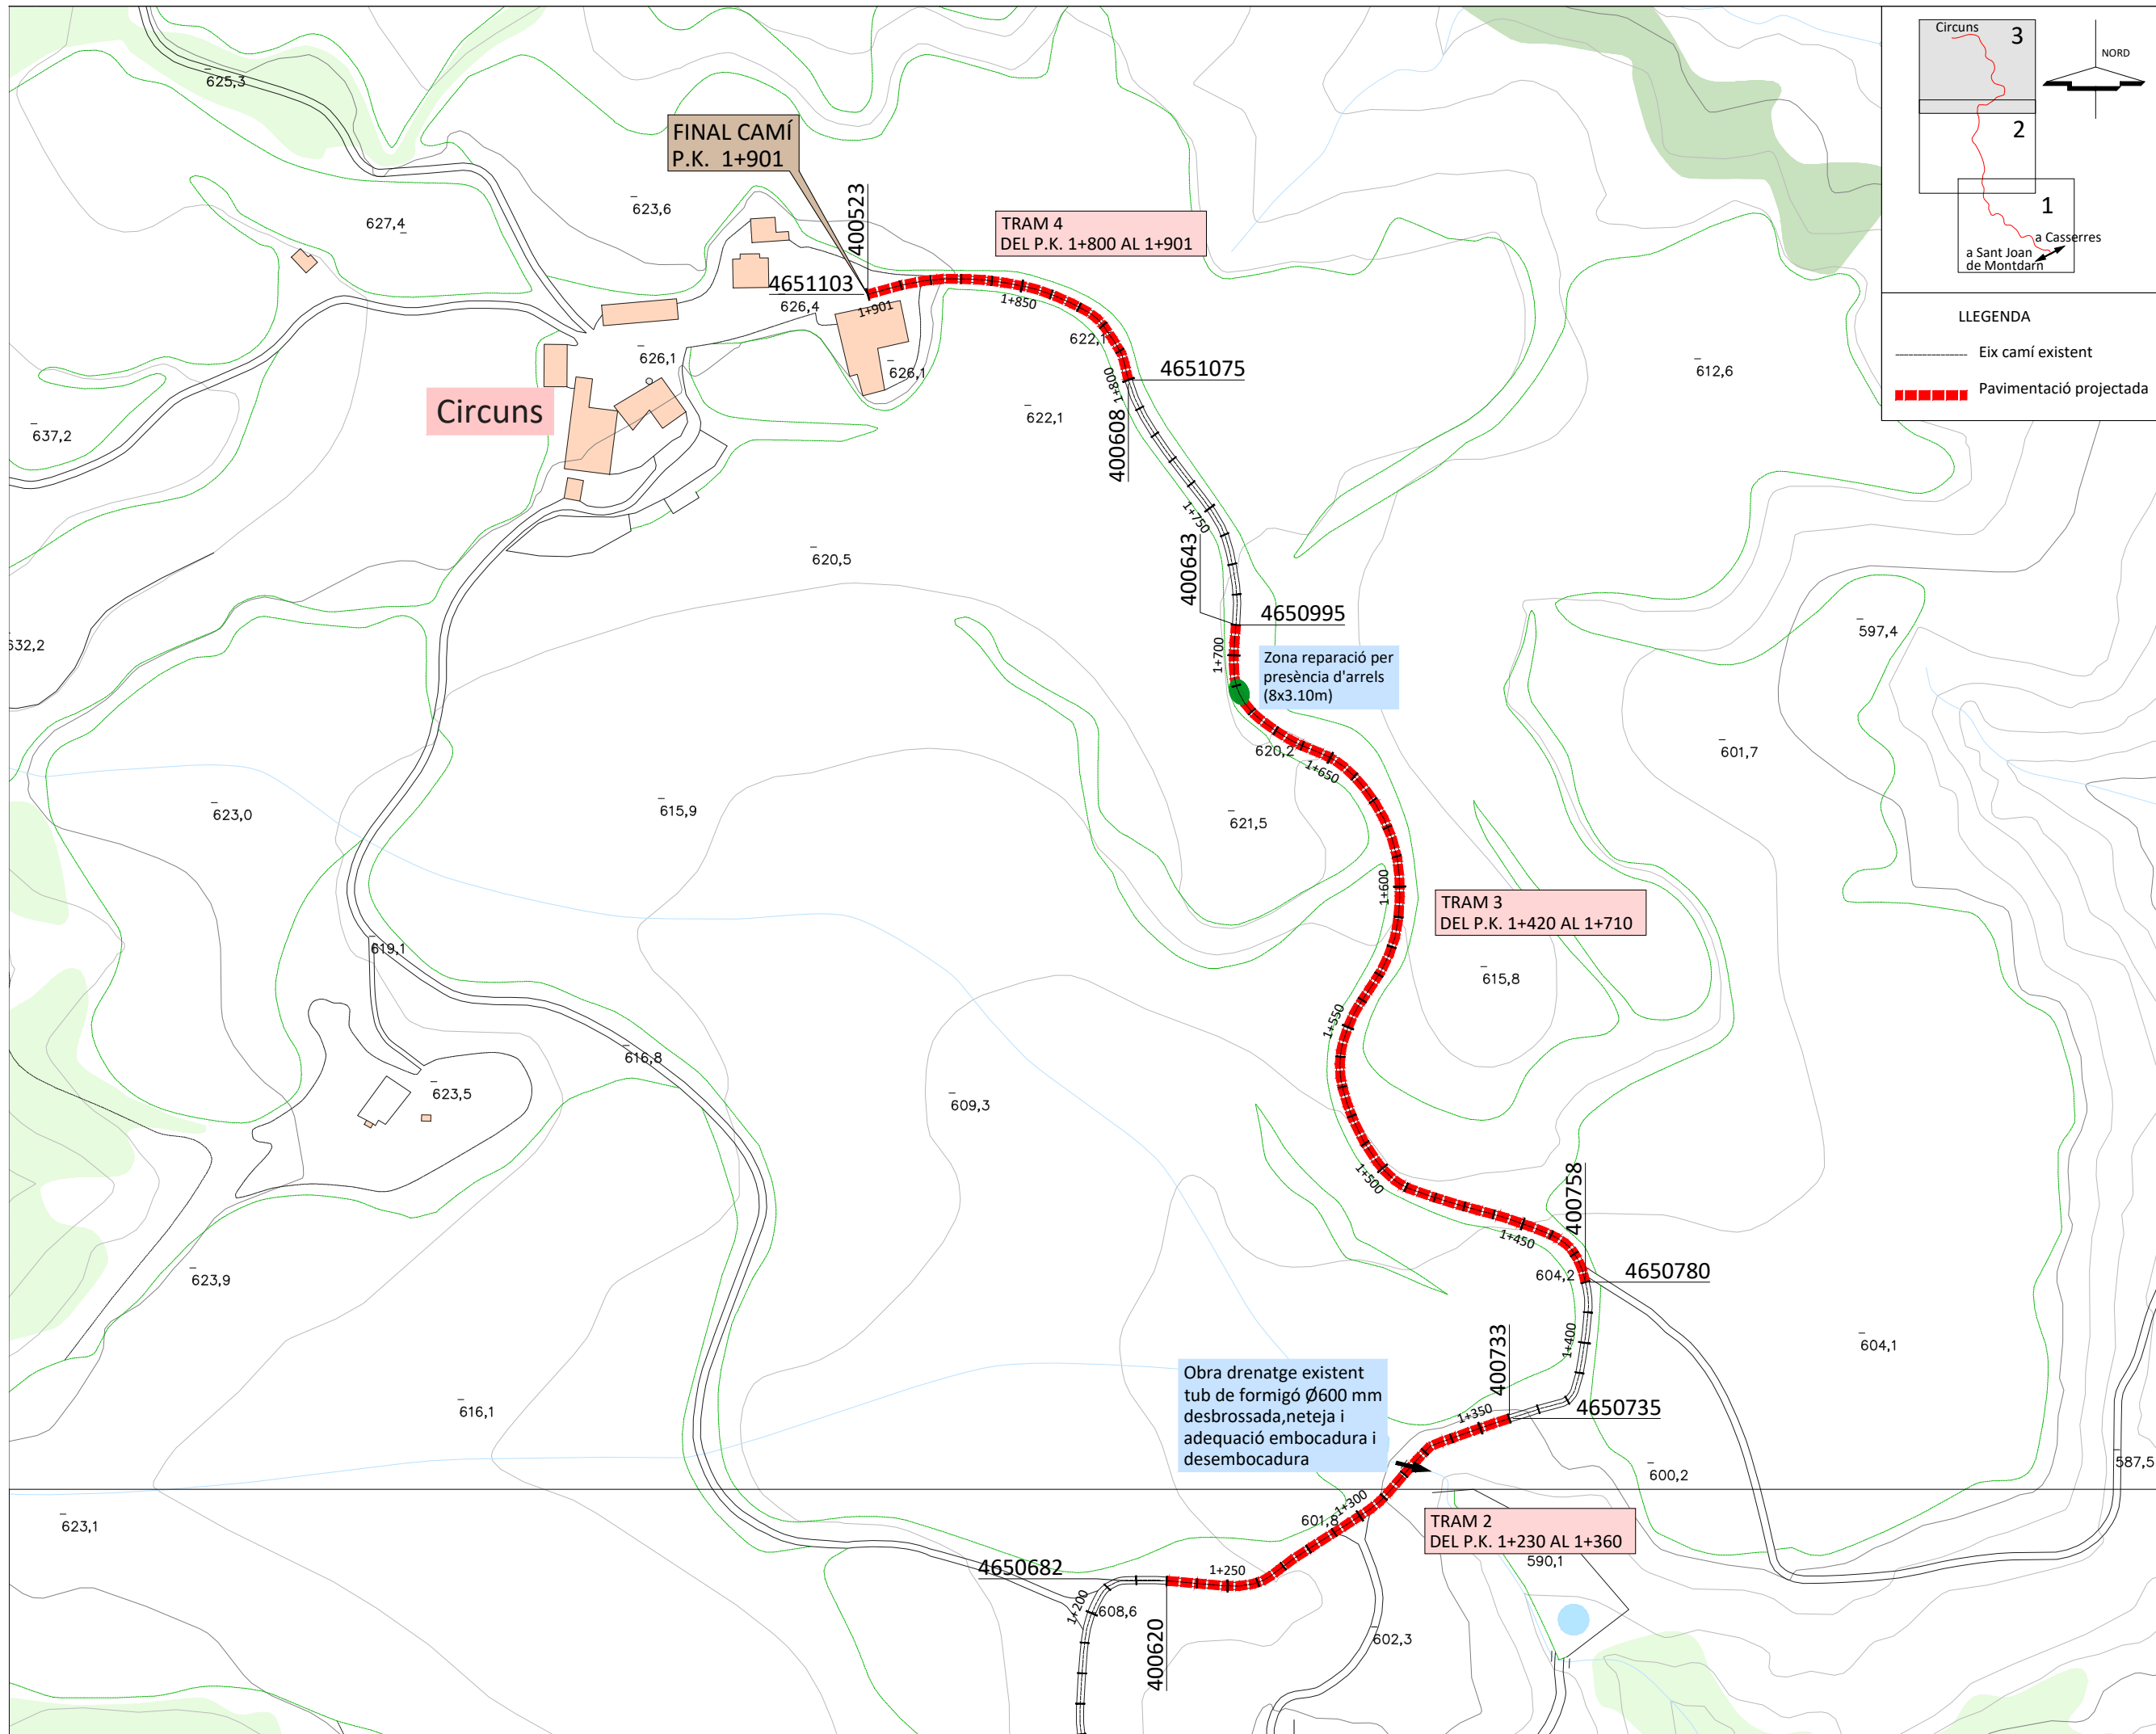 Circuns
3
NORD
2
1
a Casserres
a Sant Joan
de Montdarn
LLEGENDA
Eix camí existent
Pavimentació projectada
625,3
FINAL CAMÍ
P.K. 1+901
623,6
627,4
400523
TRAM 4
DEL P.K. 1+800 AL 1+901
4651103
626,4
1+901
1+850
622,1
626,1
626,1
4651075
1+800
612,6
Circuns
637,2
622,1
400608
1+750
620,5
400643
4650995
597,4
632,2
1+700
Zona reparació per
presència d'arrels
(8x3.10m)
620,2
1+650
601,7
623,0
615,9
621,5
1+600
TRAM 3
DEL P.K. 1+420 AL 1+710
619,1
615,8
1+550
616,8
623,5
609,3
1+500
400758
1+450
623,9
604,2
4650780
1+400
604,1
400733
Obra drenatge existent
tub de formigó Ø600 mm
desbrossada,neteja i
adequació embocadura i
desembocadura
616,1
1+350
4650735
587,5
600,2
623,1
1+300
601,8
TRAM 2
DEL P.K. 1+230 AL 1+360
590,1
4650682
1+250
1+200
608,6
400620
602,3